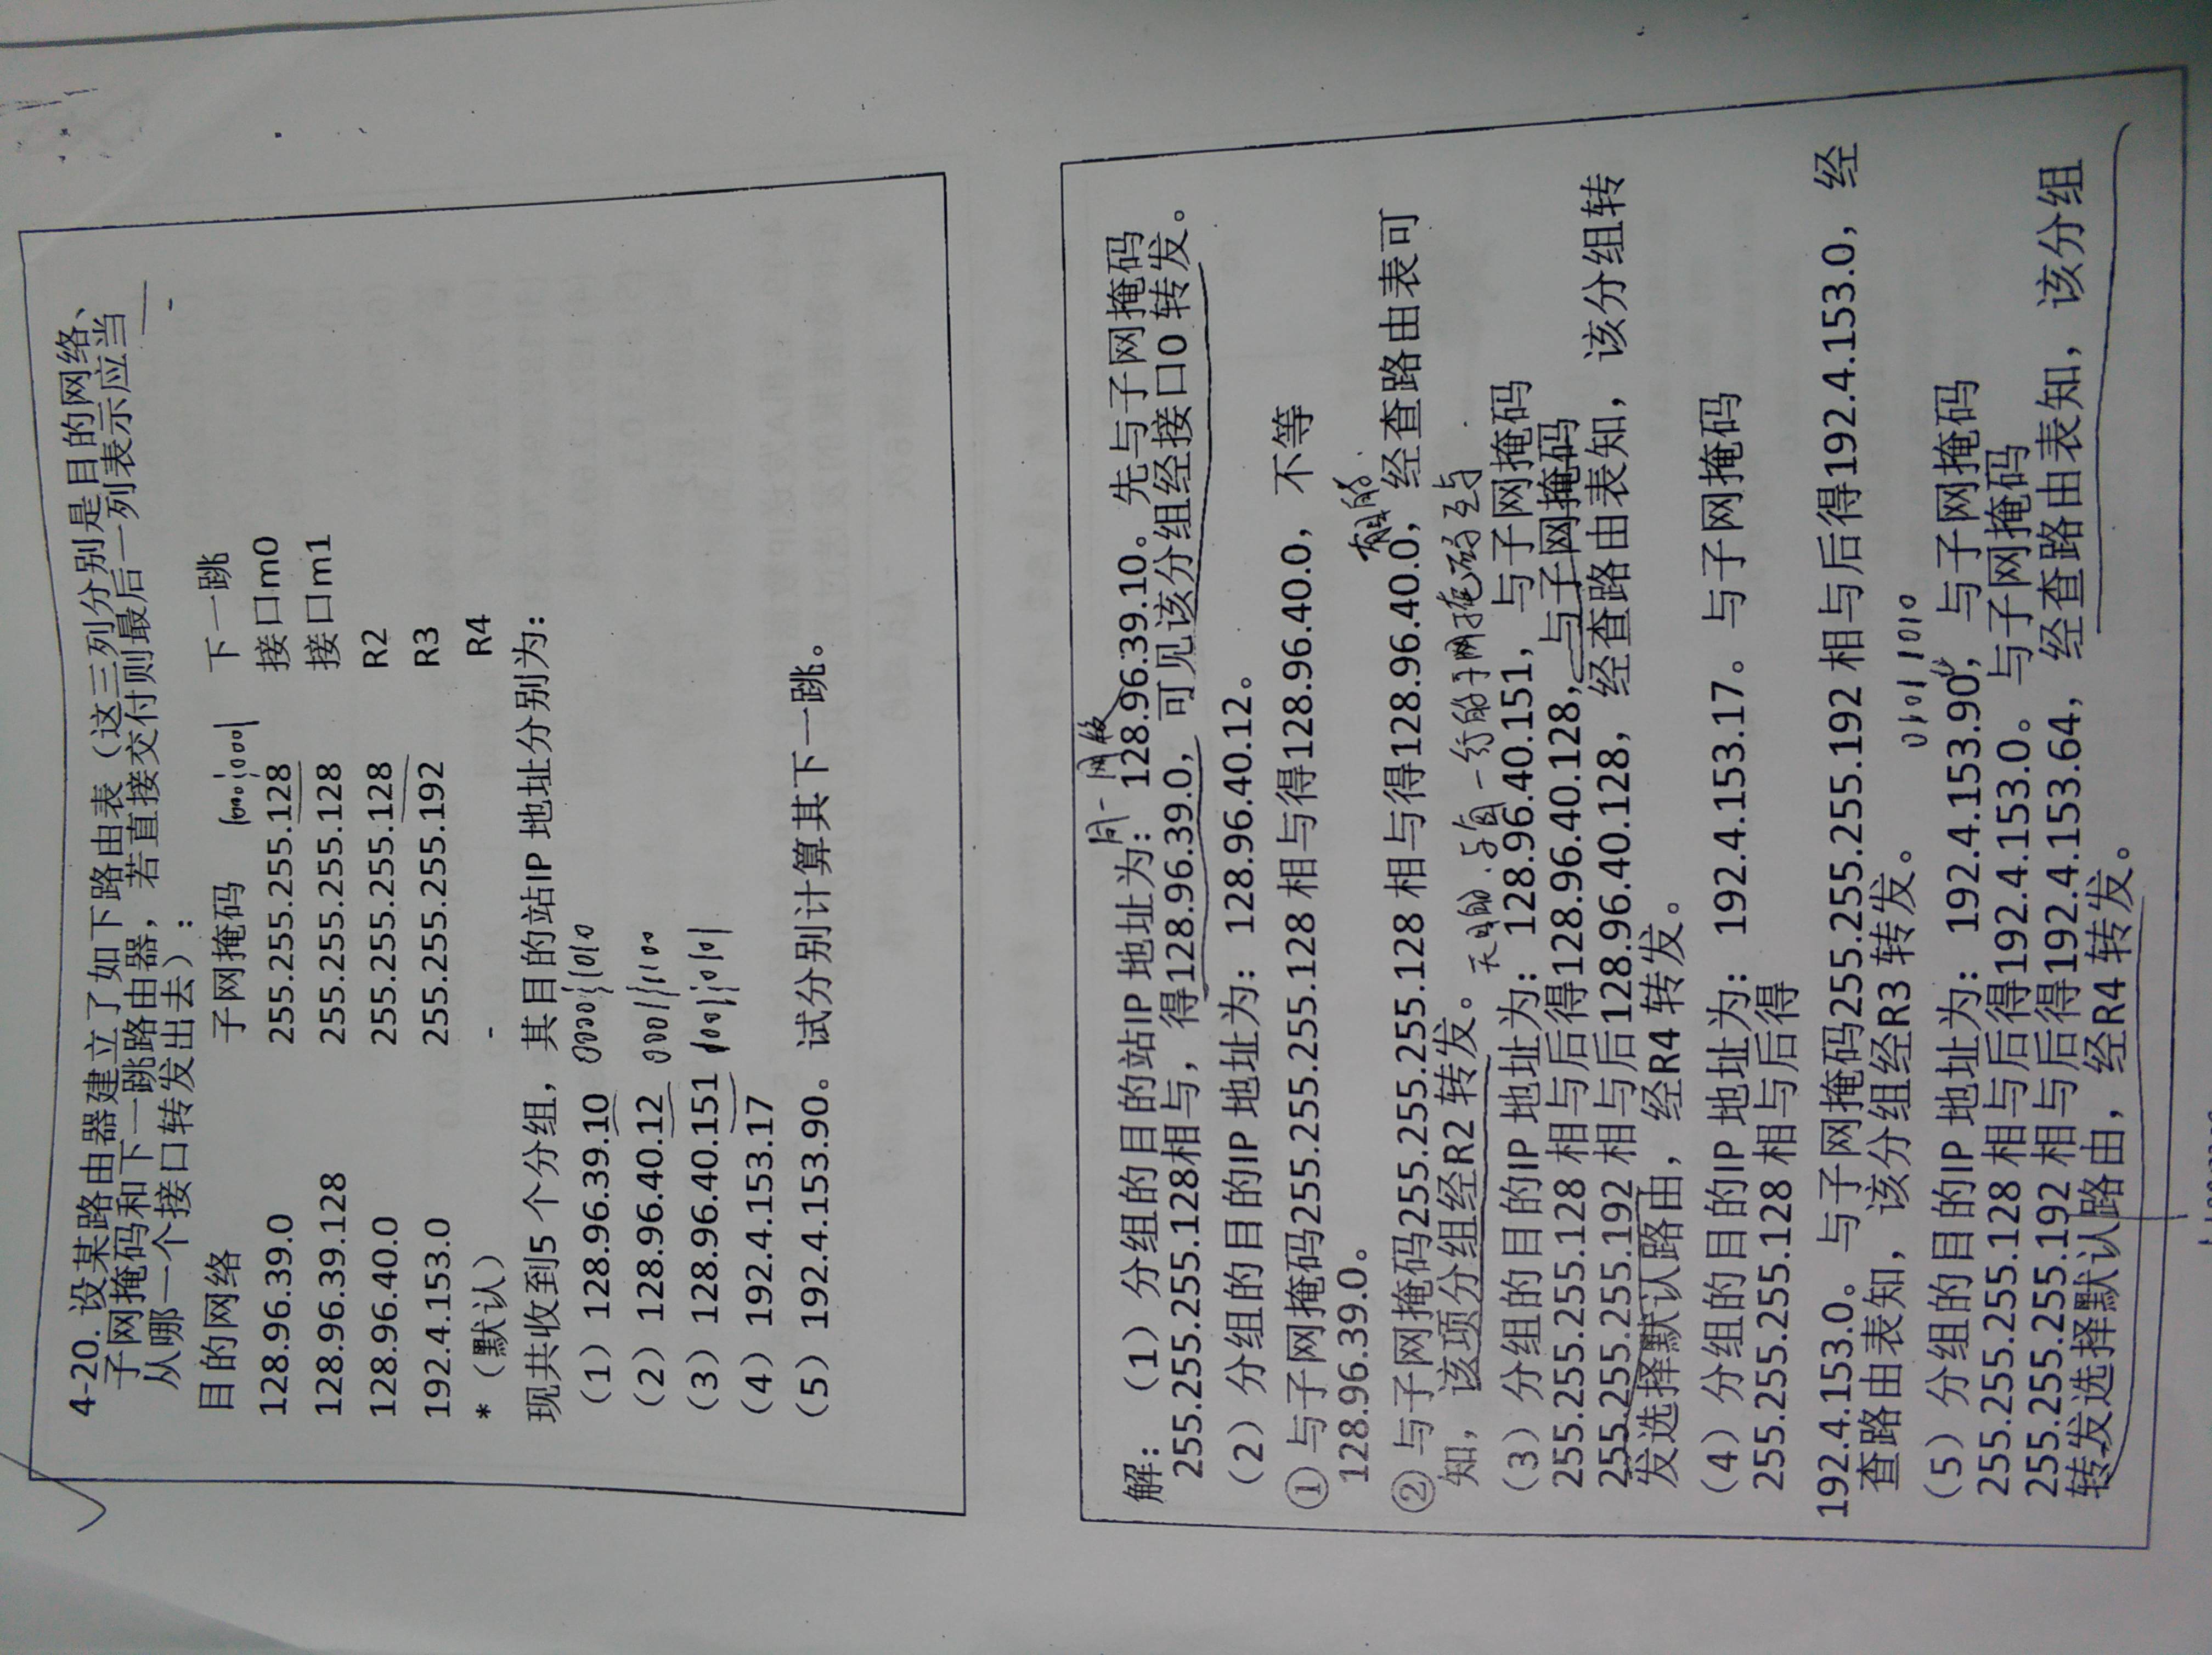 4-20. 设某路由器建立了如下路由表（这三列分别是目的网络、
子网掩码和下一跳路由器，若直接交付则最后一列表示应当
从哪一个接口转发出去）：
目的网络 子网掩码 下一跳
128.96.39.0 255.255.255.128 接口m0
128.96.39.128 255.255.255.128 接口m1
128.96.40.0 255.255.255.128 R2
192.4.153.0 255.255.255.192 R3
*（默认） - R4
现共收到5 个分组，其目的站IP 地址分别为：
（1）128.96.39.10 0000 1010
（2）128.96.40.12 0001 1100
（3）128.96.40.151 1001 0101
（4）192.4.153.17
（5）192.4.153.90。试分别计算其下一跳。
同一网段
解：（1）分组的目的站IP 地址为：128.96.39.10。先与子网掩码
255.255.255.128相与，得128.96.39.0，可见该分组经接口0 转发。
（2）分组的目的IP 地址为：128.96.40.12。
① 与子网掩码255.255.255.128 相与得128.96.40.0，不等
128.96.39.0。
有目的.
② 与子网掩码255.255.255.128 相与得128.96.40.0，经查路由表可
知，该项分组经R2 转发。
无目的.与每一行的子网掩码互与
（3）分组的目的IP 地址为：128.96.40.151，与子网掩码
255.255.255.128 相与后得128.96.40.128，与子网掩码
255.255.255.192 相与后128.96.40.128，经查路由表知，该分组转
发选择默认路由，经R4 转发。
（4）分组的目的IP 地址为：192.4.153.17。与子网掩码
255.255.255.128 相与后得
192.4.153.0。与子网掩码255.255.255.192 相与后得192.4.153.0，经
查路由表知，该分组经R3 转发。
0101 1010
（5）分组的目的IP 地址为：192.4.153.90，与子网掩码
255.255.255.128 相与后得192.4.153.0。与子网掩码
255.255.255.192 相与后得192.4.153.64，经查路由表知，该分组
转发选择默认路由，经R4 转发。